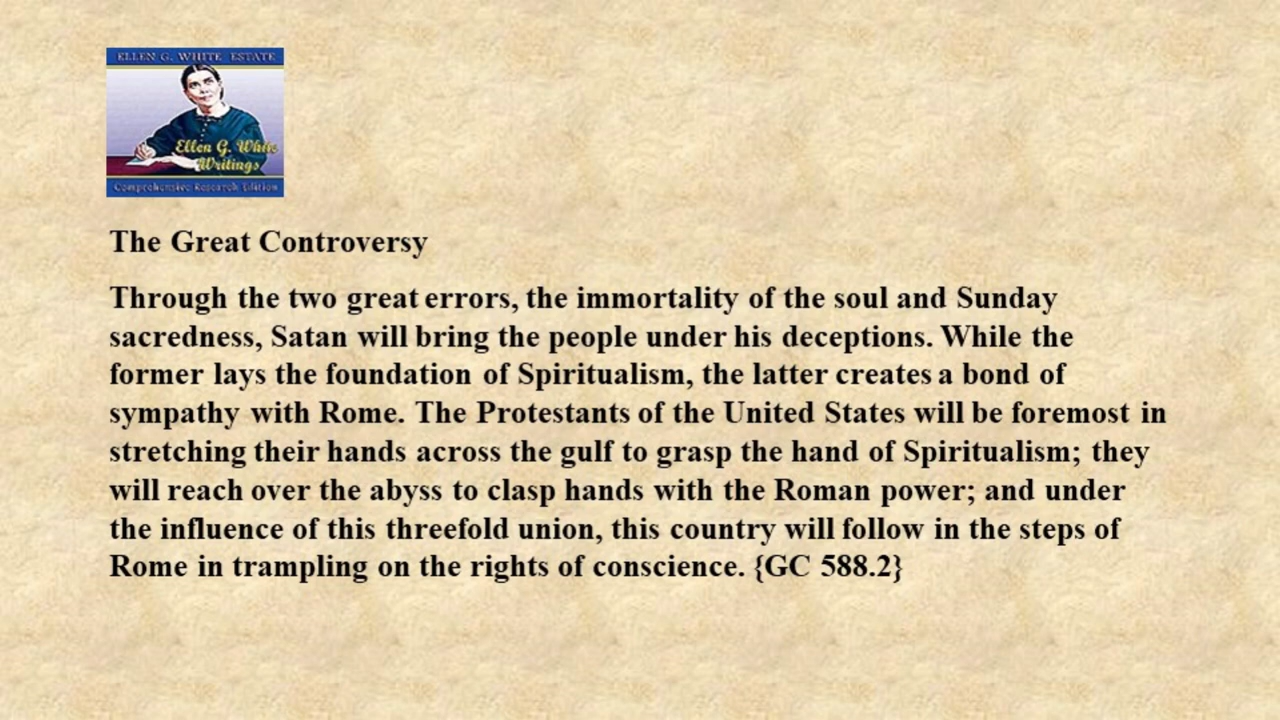 ELLEN G. WHITE ESTATE
Ellen G. White
Writings
Comprehensive Research Edition
The Great Controversy
Through the two great errors, the immortality of the soul and Sunday
sacredness, Satan will bring the people under his deceptions. While the
former lays the foundation of Spiritualism, the latter creates a bond of
sympathy with Rome. The Protestants of the United States will be foremost in
stretching their hands across the gulf to grasp the hand of Spiritualism; they
will reach over the abyss to clasp hands with the Roman power; and under
the influence of this threefold union, this country will follow in the steps of
Rome in trampling on the rights of conscience. {GC 588.2}